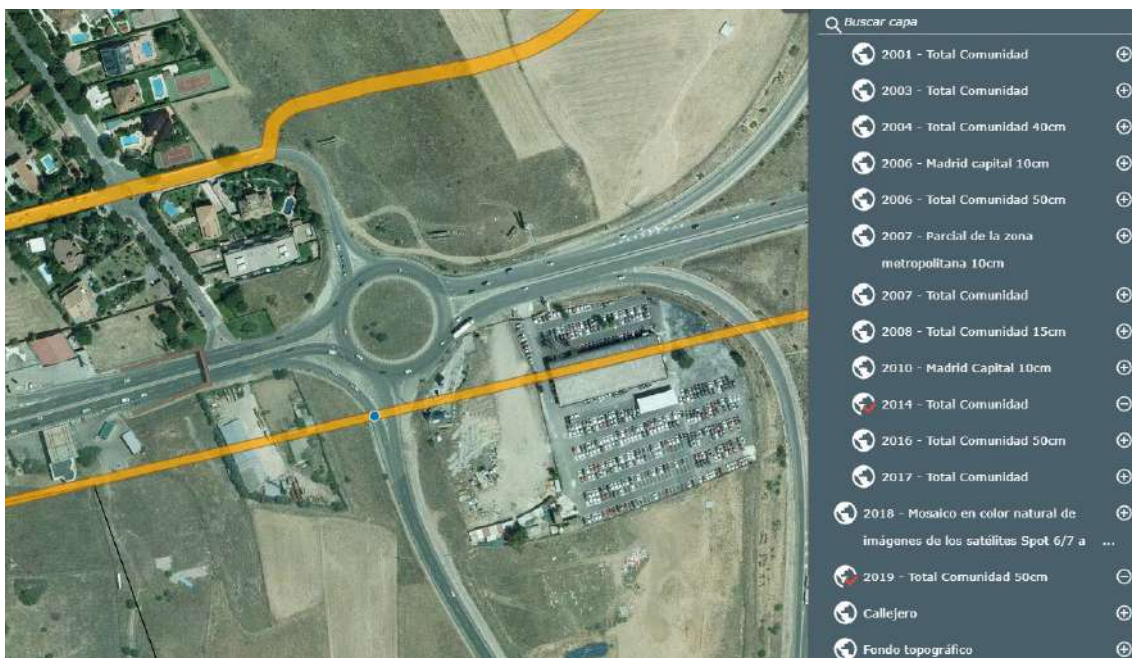 Buscar capa
2001 - Total Comunidad
2003 - Total Comunidad
2004 - Total Comunidad 40cm
2006 - Madrid capital 10cm
2006 - Total Comunidad 50cm
2007 - Parcial de la zona
metropolitana 10cm
2007 - Total Comunidad
2008 - Total Comunidad 15cm
2010 - Madrid Capital 10cm
2014 - Total Comunidad
2016 - Total Comunidad 50cm
2017 - Total Comunidad
2018 - Mosaico en color natural de
imágenes de los satélites Spot 6/7 a ...
2019 - Total Comunidad 50cm
Callejero
Fondo topográfico